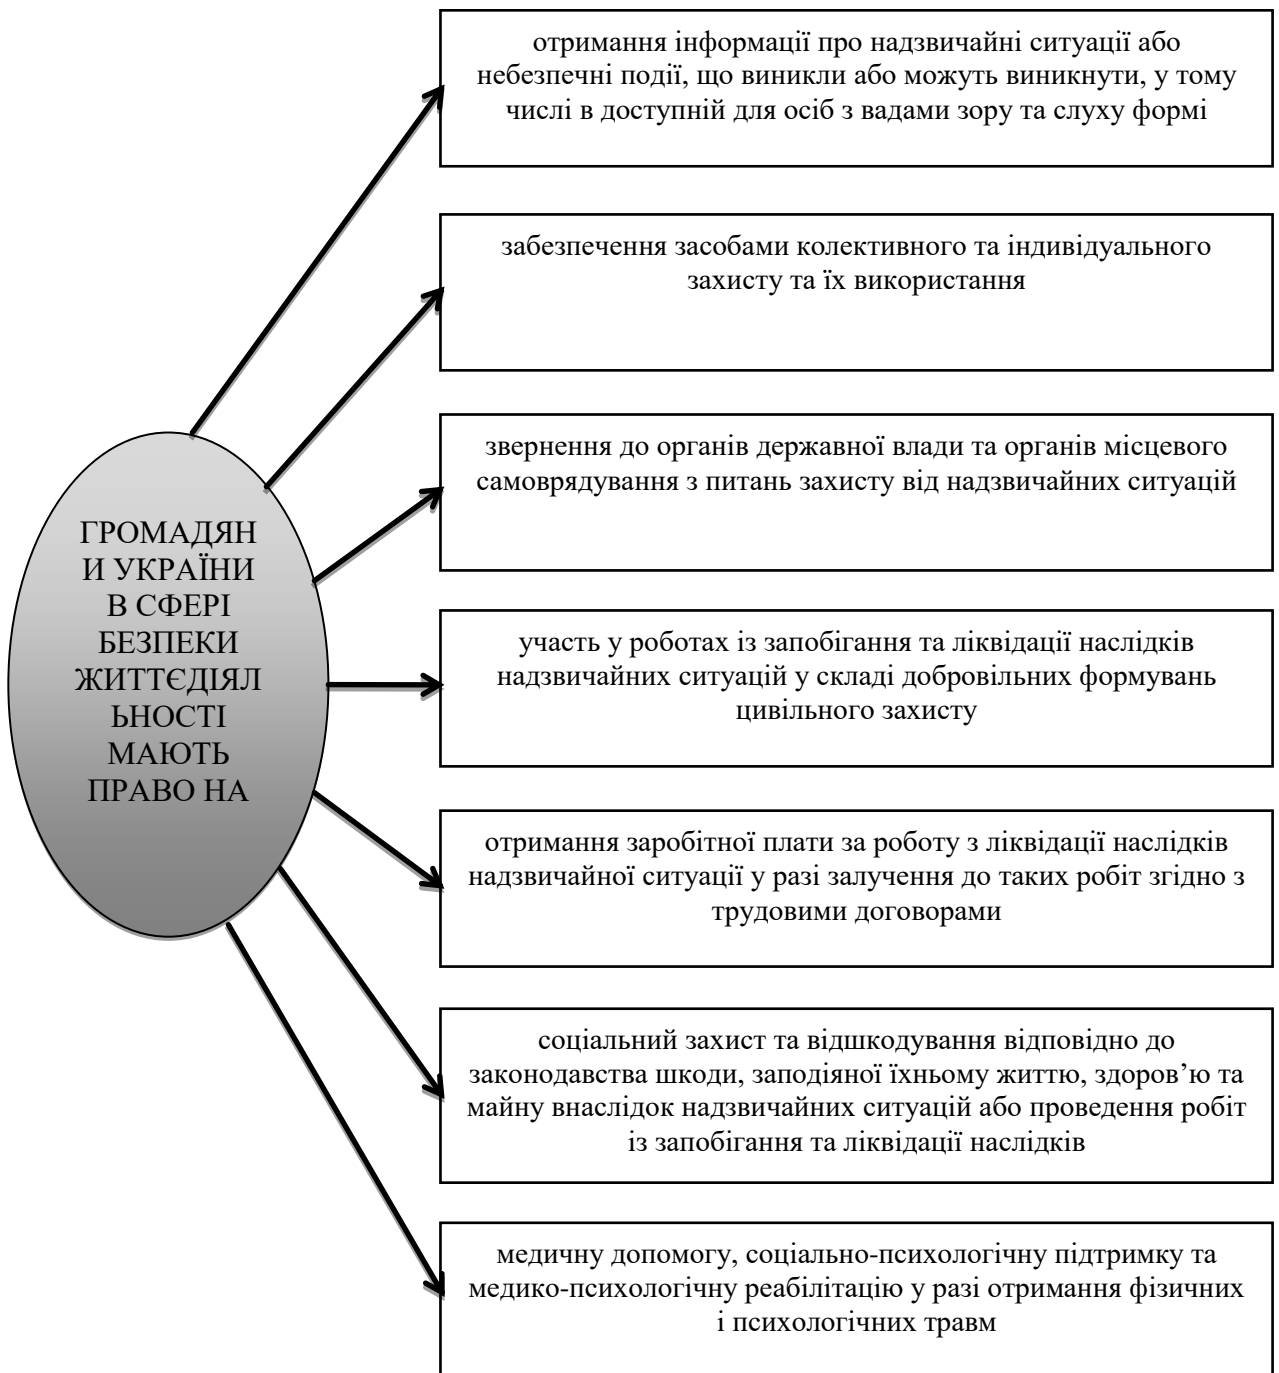 отримання інформації про надзвичайні ситуації або
небезпечні події, що виникли або можуть виникнути, у тому
числі в доступній для осіб з вадами зору та слуху формі
забезпечення засобами колективного та індивідуального
захисту та їх використання
звернення до органів державної влади та органів місцевого
самоврядування з питань захисту від надзвичайних ситуацій
ГРОМАДЯН
И УКРАЇНИ
В СФЕРІ
БЕЗПЕКИ
ЖИТТЄДІЯЛ
ЬНОСТІ
МАЮТЬ
ПРАВО НА
участь у роботах із запобігання та ліквідації наслідків
надзвичайних ситуацій у складі добровільних формувань
цивільного захисту
отримання заробітної плати за роботу з ліквідації наслідків
надзвичайної ситуації у разі залучення до таких робіт згідно з
трудовими договорами
соціальний захист та відшкодування відповідно до
законодавства шкоди, заподіяної їхньому життю, здоров’ю та
майну внаслідок надзвичайних ситуацій або проведення робіт
із запобігання та ліквідації наслідків
медичну допомогу, соціально-психологічну підтримку та
медико-психологічну реабілітацію у разі отримання фізичних
і психологічних травм